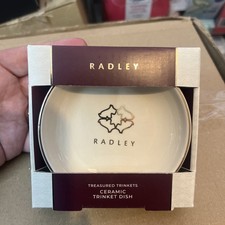 RADLEY
RADLEY
TREASURED TRINKETS
CERAMIC
TRINKET DISH